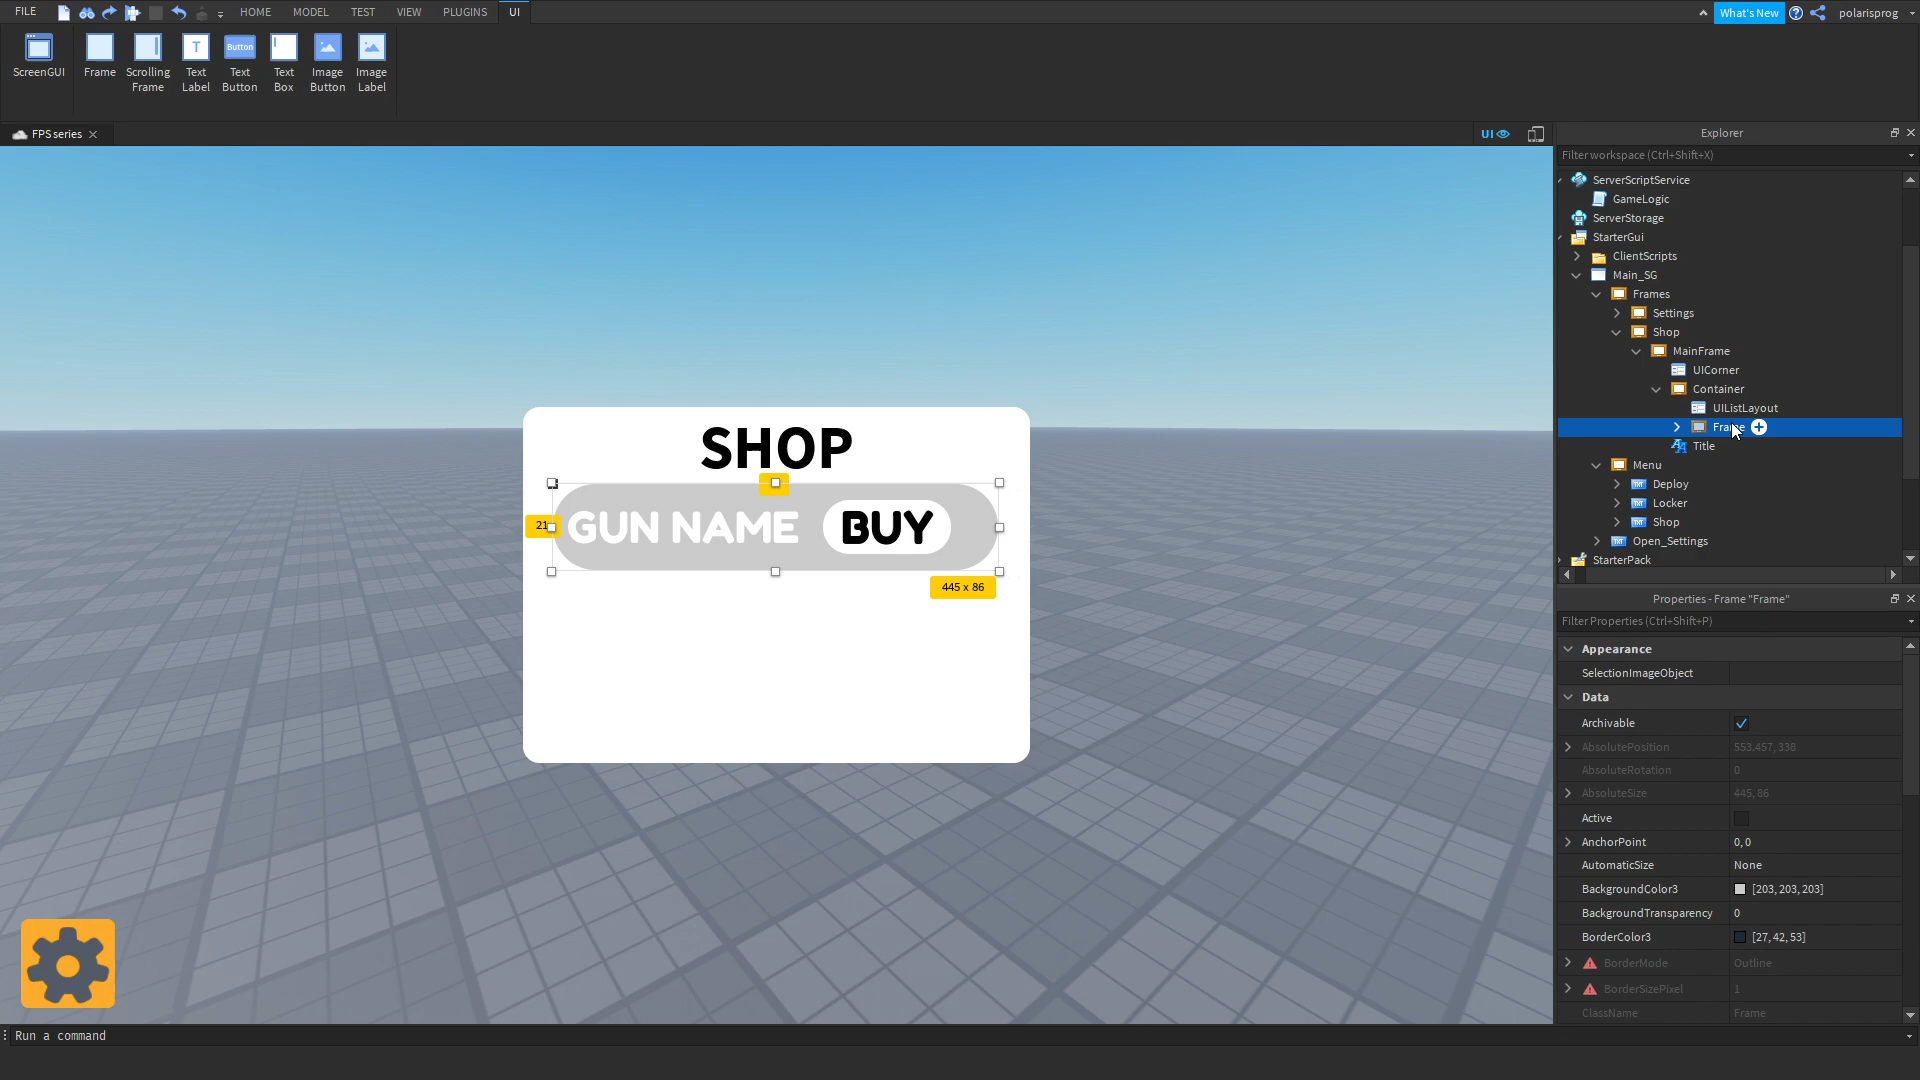 FILE
HOME
MODEL
TEST
VIEW
PLUGINS
UI
What's New
polarisprog
ScreenGUI
Frame
Scrolling
Frame
Text
Label
Button
Text
Button
Text
Box
Image
Button
Image
Label
FPS series
UI
Explorer
Filter workspace (Ctrl+Shift+X)
ServerScriptService
GameLogic
ServerStorage
StarterGui
ClientScripts
Main_SG
Frames
Settings
Shop
MainFrame
UICorner
Container
UIListLayout
Frame
Title
Menu
Deploy
Locker
Shop
Open_Settings
StarterPack
SHOP
21
GUN NAME
BUY
445 x 86
Properties - Frame "Frame"
Filter Properties (Ctrl+Shift+P)
Appearance
SelectionImageObject
Data
Archivable
AbsolutePosition 553.457, 338
AbsoluteRotation 0
AbsoluteSize 445, 86
Active
AnchorPoint 0, 0
AutomaticSize None
BackgroundColor3 [203, 203, 203]
BackgroundTransparency 0
BorderColor3 [27, 42, 53]
BorderMode Outline
BorderSizePixel 1
ClassName Frame
Run a command